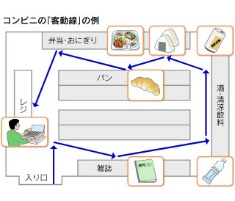 コンビニの「客動線」の例
弁当・おにぎり
パン
レジ
酒・清涼飲料
雑誌
入り口